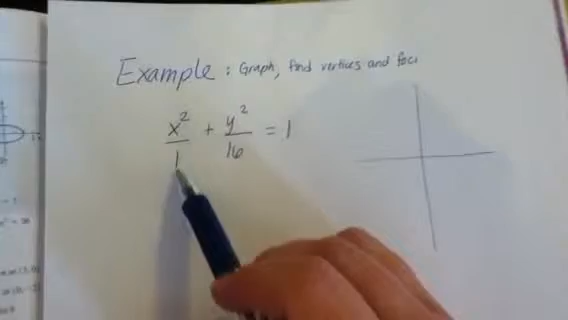 Example: Graph, find vertices and foci
x²/1 + y²/16 = 1